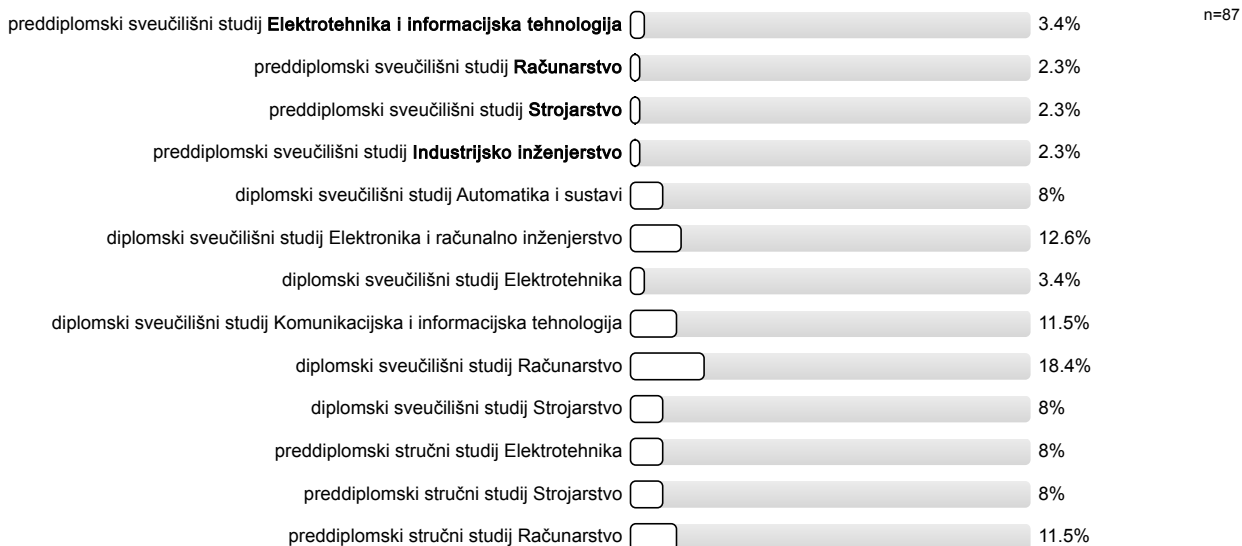 n=87
preddiplomski sveučilišni studij Elektrotehnika i informacijska tehnologija 3.4%
preddiplomski sveučilišni studij Računarstvo 2.3%
preddiplomski sveučilišni studij Strojarstvo 2.3%
preddiplomski sveučilišni studij Industrijsko inženjerstvo 2.3%
diplomski sveučilišni studij Automatika i sustavi 8%
diplomski sveučilišni studij Elektronika i računalno inženjerstvo 12.6%
diplomski sveučilišni studij Elektrotehnika 3.4%
diplomski sveučilišni studij Komunikacijska i informacijska tehnologija 11.5%
diplomski sveučilišni studij Računarstvo 18.4%
diplomski sveučilišni studij Strojarstvo 8%
preddiplomski stručni studij Elektrotehnika 8%
preddiplomski stručni studij Strojarstvo 8%
preddiplomski stručni studij Računarstvo 11.5%